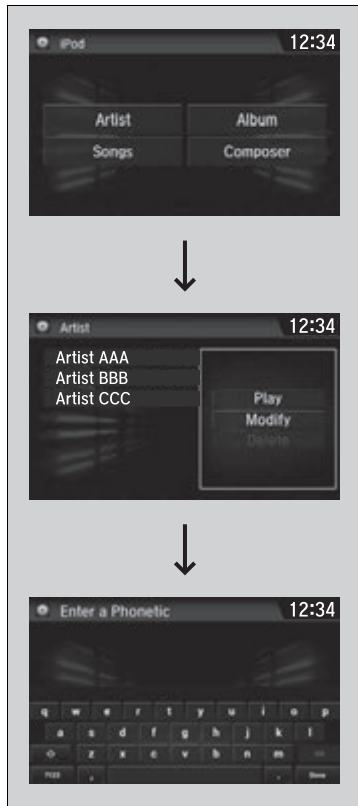 iPod 12:34
Artist Album
Songs Composer
Artist 12:34
Artist AAA
Artist BBB
Artist CCC
Play
Modify
Delete
Enter a Phonetic 12:34
q w e r t y u i o p
a s d f g h j k l
z x c v b n m
, .